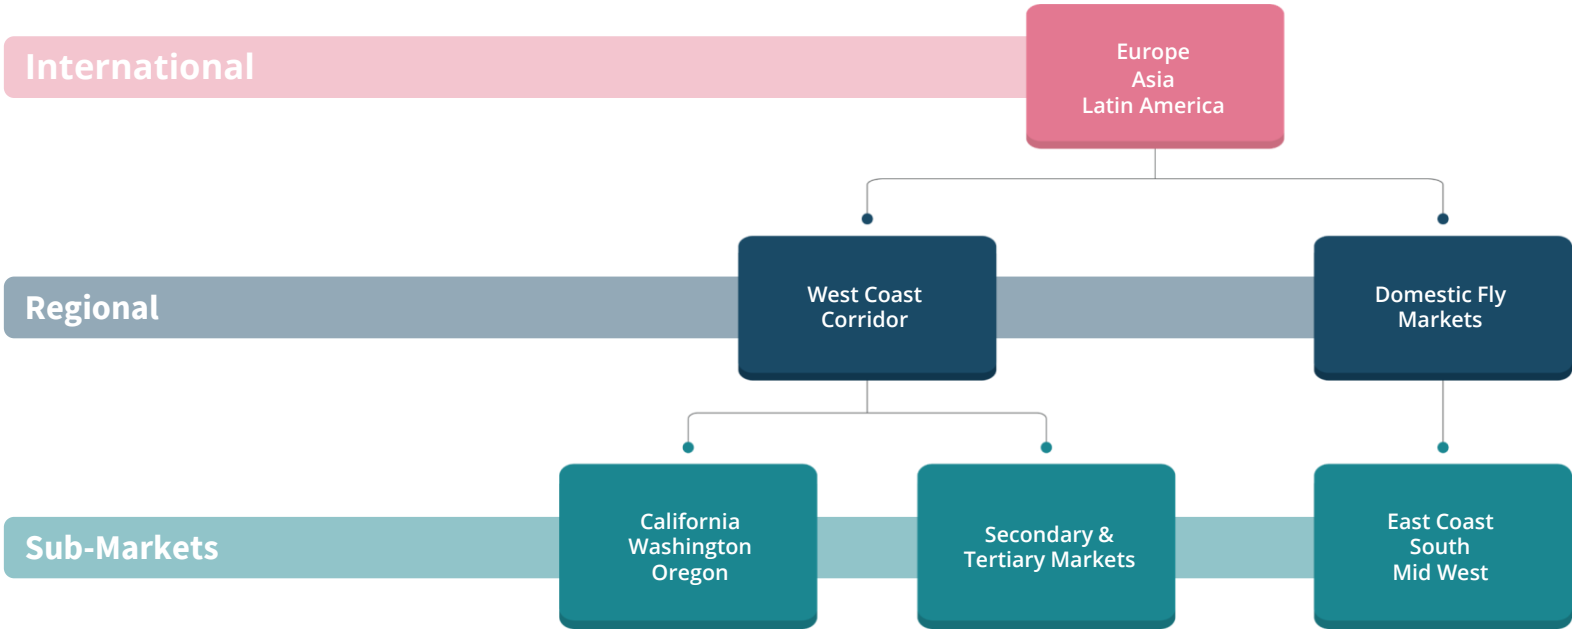 International
Europe
Asia
Latin America
Regional
West Coast
Corridor
Domestic Fly
Markets
Sub-Markets
California
Washington
Oregon
Secondary &
Tertiary Markets
East Coast
South
Mid West